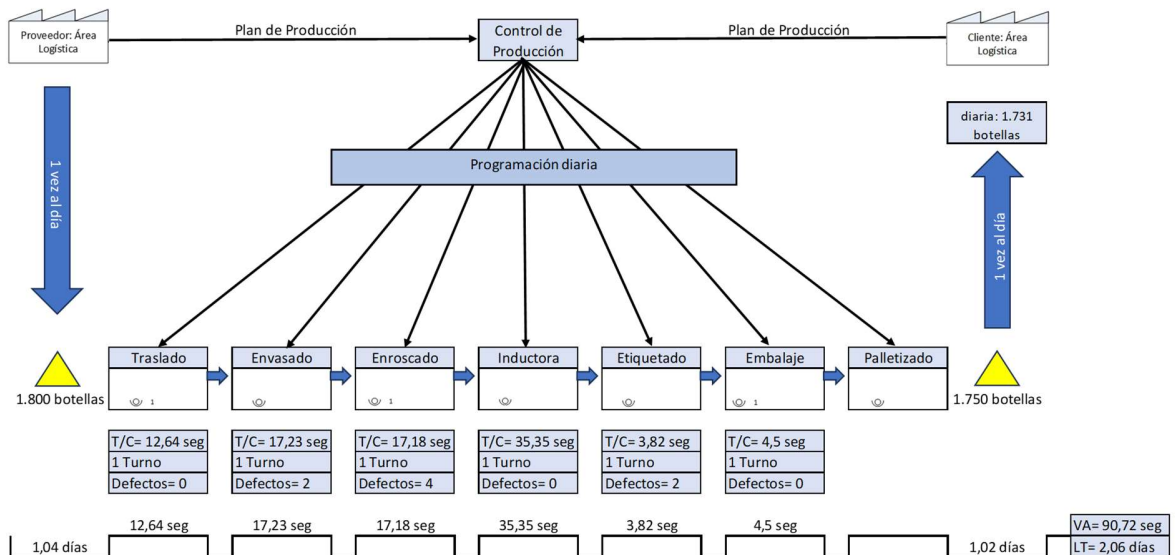 Proveedor: Área
Logística
Plan de Producción
Control de
Producción
Plan de Producción
Cliente: Área
Logística
diaria: 1.731
botellas
1 vez al día
Programación diaria
1 vez al día
Traslado
Envasado
Enroscado
Inductora
Etiquetado
Embalaje
Palletizado
1
1
1
1.800 botellas
1.750 botellas
T/C= 12,64 seg
1 Turno
Defectos= 0
T/C= 17,23 seg
1 Turno
Defectos= 2
T/C= 17,18 seg
1 Turno
Defectos= 4
T/C= 35,35 seg
1 Turno
Defectos= 0
T/C= 3,82 seg
1 Turno
Defectos= 2
T/C= 4,5 seg
1 Turno
Defectos= 0
1,04 días
12,64 seg
17,23 seg
17,18 seg
35,35 seg
3,82 seg
4,5 seg
1,02 días
VA= 90,72 seg
LT= 2,06 días